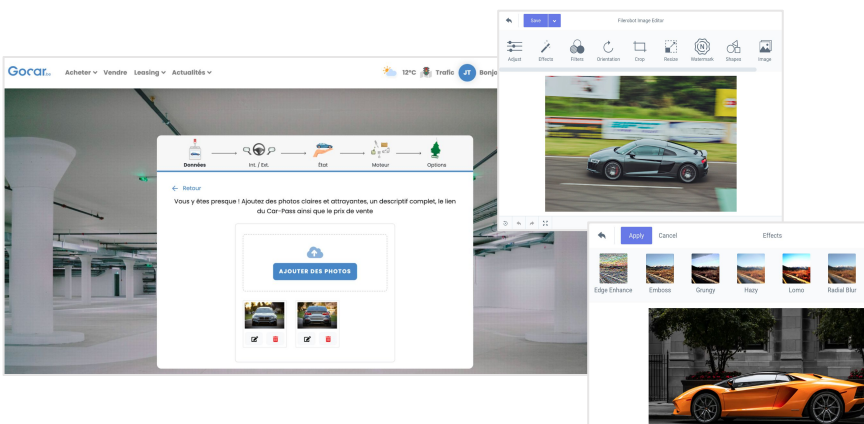 Gocar.be
Acheter Vendre Leasing Actualités
12°C Trafic JT Bonjo
Données Int. / Ext. État Moteur Options
← Retour
Vous y êtes presque ! Ajoutez des photos claires et attrayantes, un descriptif complet, le lien
du Car-Pass ainsi que le prix de vente
AJOUTER DES PHOTOS
Save
Filerobot Image Editor
Adjust Effects Filters Orientation Crop Resize Watermark Shapes Image
Apply Cancel Effects
Edge Enhance Emboss Grungy Hazy Lomo Radial Blur